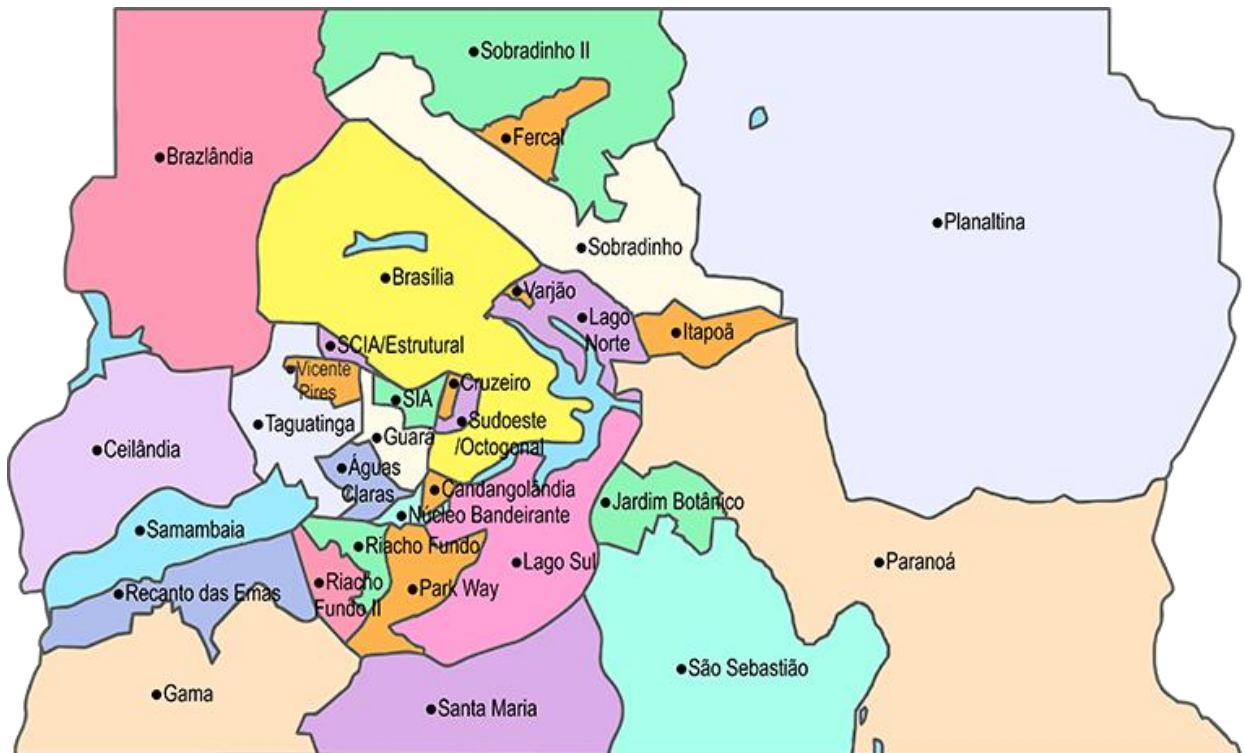 Sobradinho II
Fercal
Brazlândia
Planaltina
Sobradinho
Brasília
Varjão
Lago
Norte
Itapoã
SCIA/Estrutural
Vicente
Pires
SIA
Cruzeiro
Sudoeste
/Octogonal
Taguatinga
Guará
Ceilândia
Águas
Claras
Candangolândia
Núcleo Bandeirante
Jardim Botânico
Samambaia
Riacho Fundo
Lago Sul
Paranoá
Recanto das Emas
Riacho
Fundo II
Park Way
Gama
Santa Maria
São Sebastião